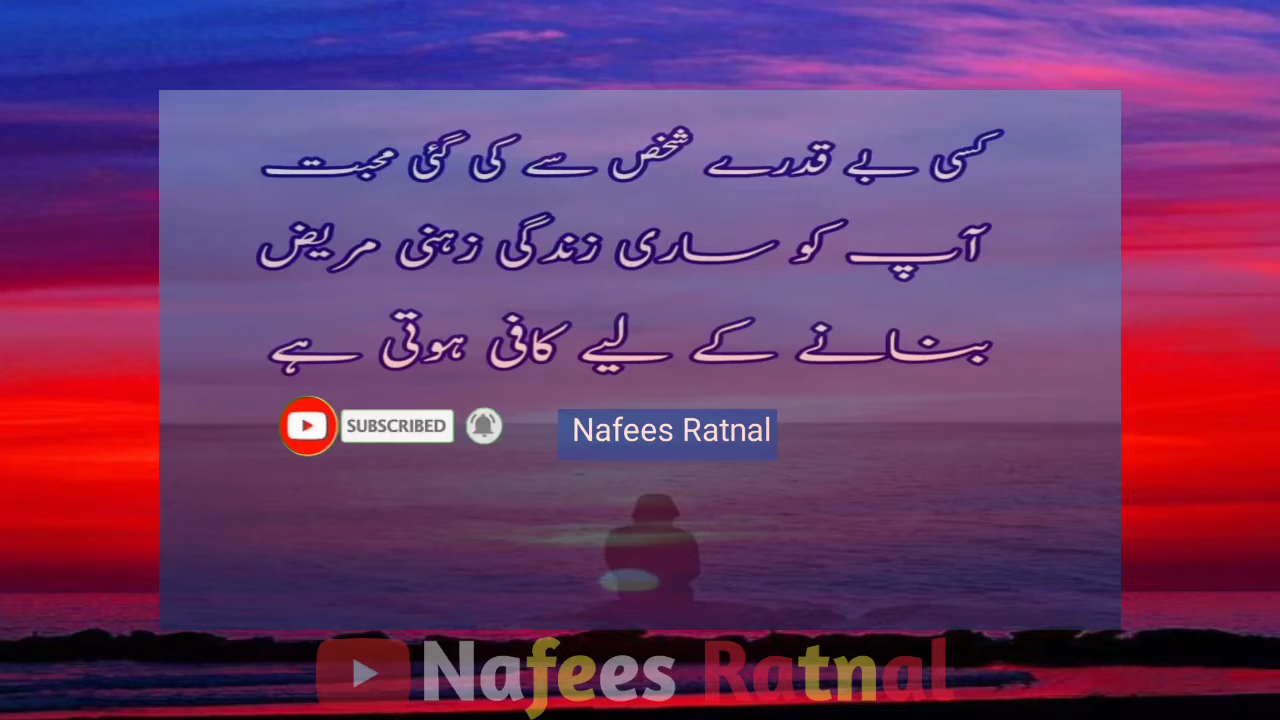 کسی بے قدرے شخص سے کی گئی محبت
آپ کو ساری زندگی زہنی مریض
بنانے کے لیے کافی ہوتی ہے
SUBSCRIBED
Nafees Ratnal
Nafees Ratnal